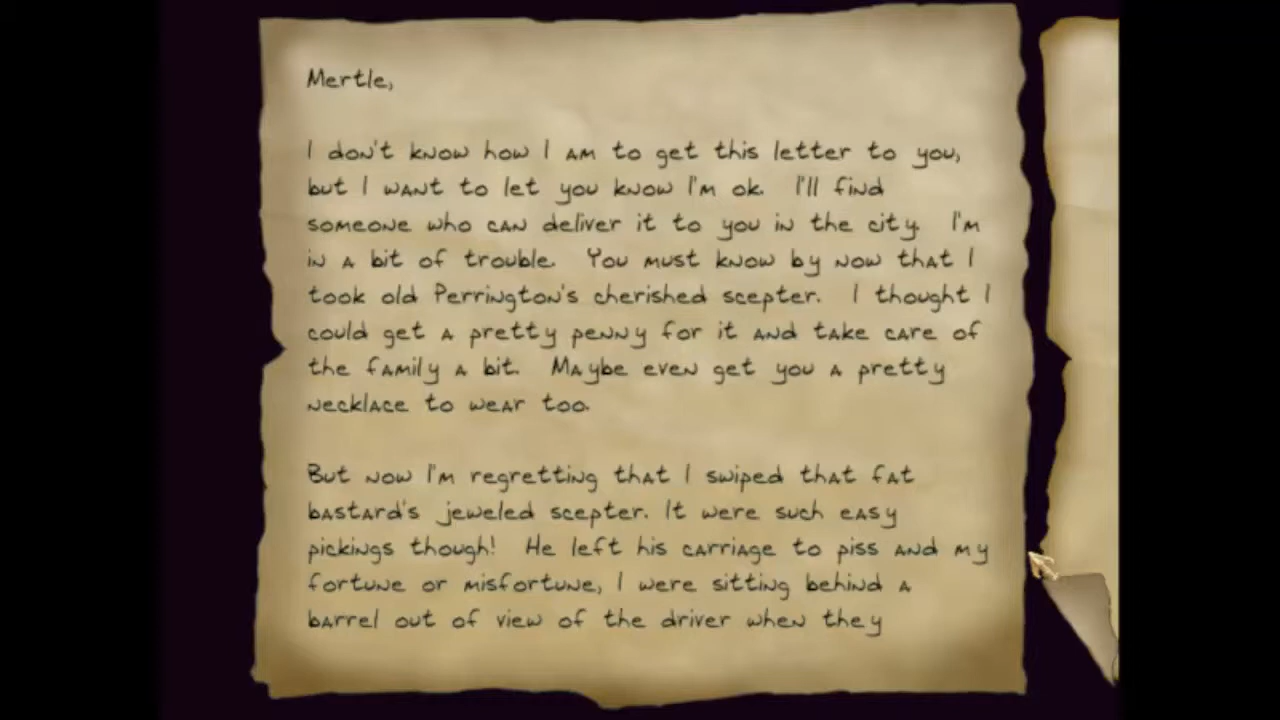 Mertle,
I don't know how I am to get this letter to you,
but I want to let you know I'm ok.  I'll find
someone who can deliver it to you in the city.  I'm
in a bit of trouble.  You must know by now that I
took old Perrington's cherished scepter.  I thought I
could get a pretty penny for it and take care of
the family a bit.  Maybe even get you a pretty
necklace to wear too.
But now I'm regretting that I swiped that fat
bastard's jeweled scepter. It were such easy
pickings though!  He left his carriage to piss and my
fortune or misfortune, I were sitting behind a
barrel out of view of the driver when they